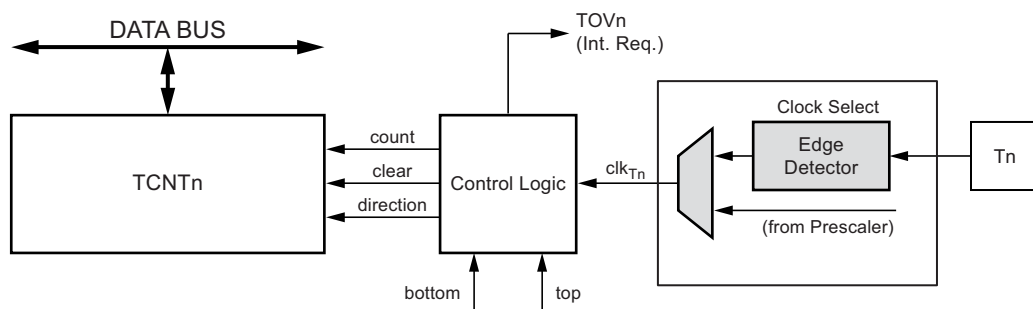 DATA BUS
TOVn
(Int. Req.)
Clock Select
TCNTn
count
clear
direction
Control Logic
clkTn
Edge
Detector
Tn
(from Prescaler)
bottom
top